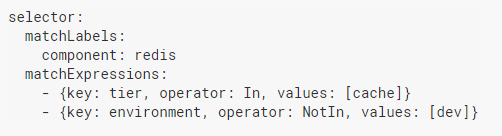 selector:
  matchLabels:
    component: redis
  matchExpressions:
    - {key: tier, operator: In, values: [cache]}
    - {key: environment, operator: NotIn, values: [dev]}